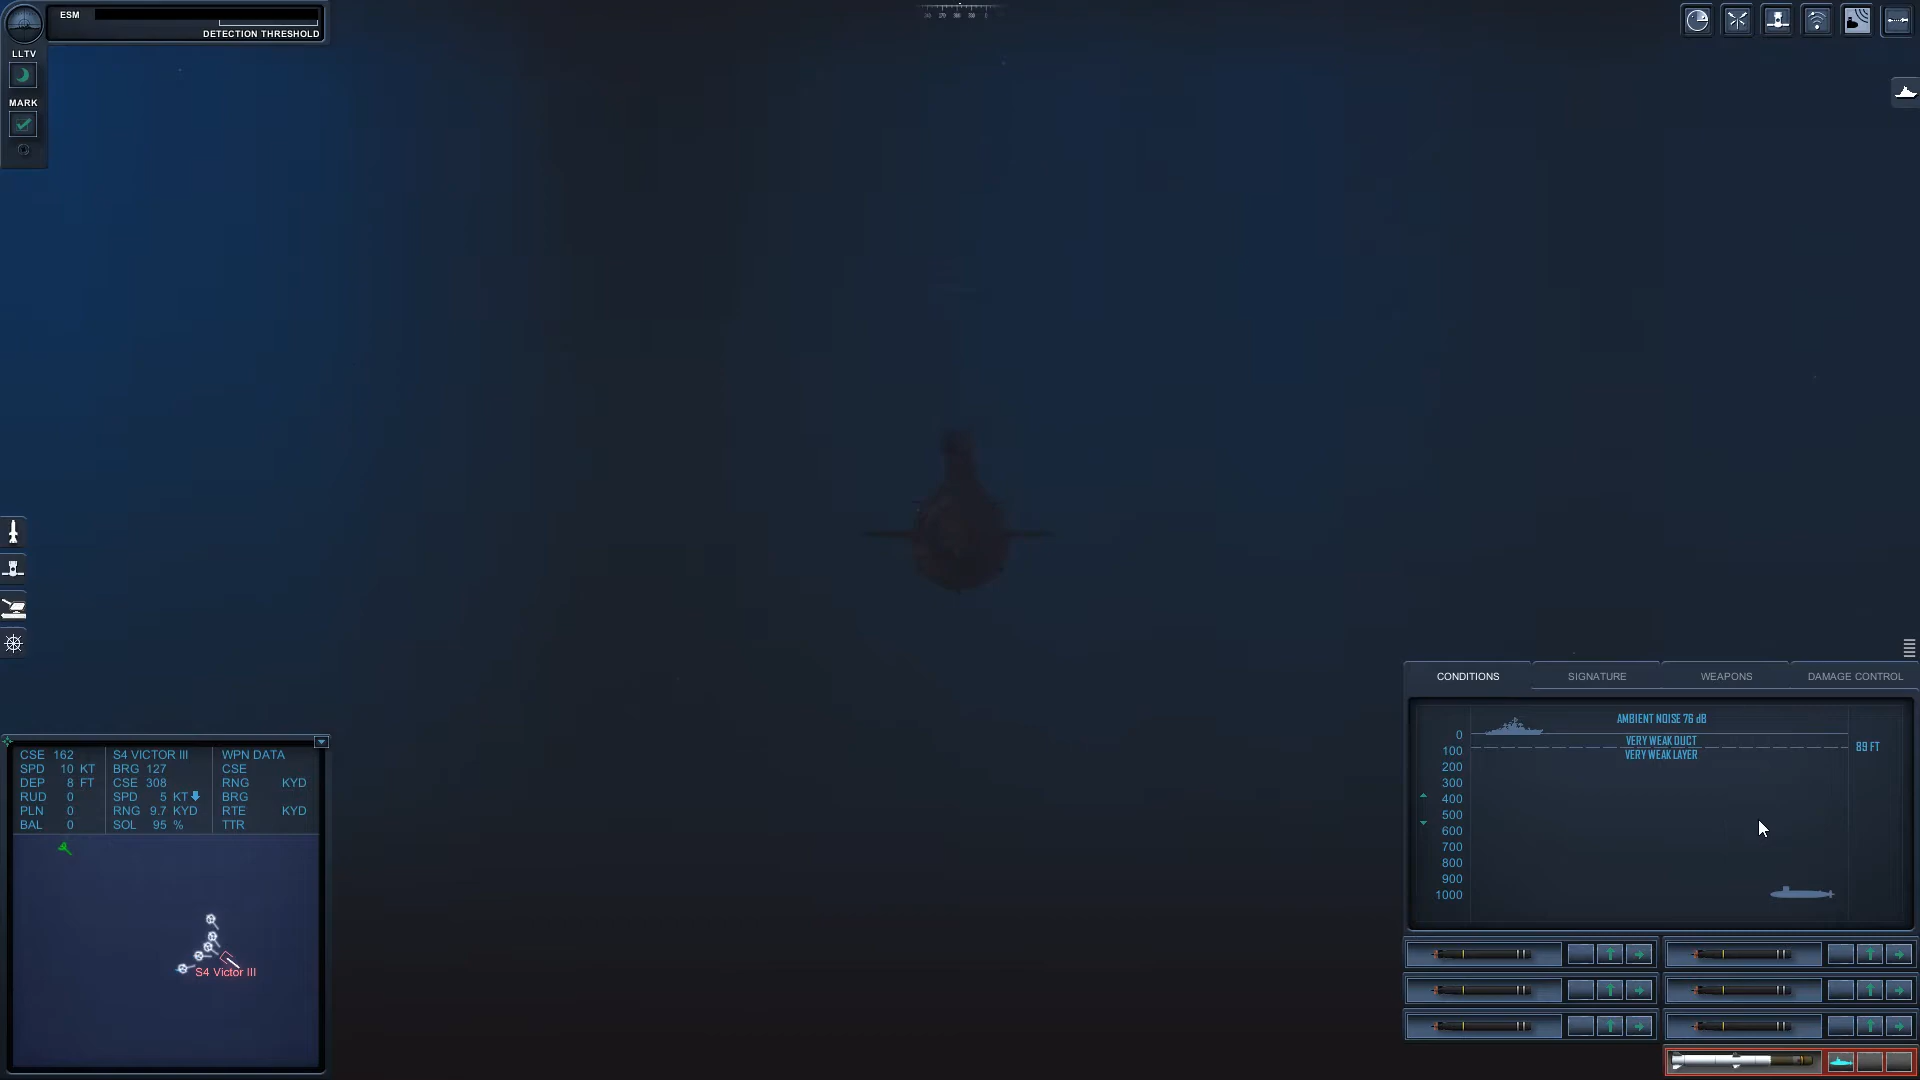 ESM
DETECTION THRESHOLD
LLTV
MARK
CONDITIONS
SIGNATURE
WEAPONS
DAMAGE CONTROL
AMBIENT NOISE 76 dB
VERY WEAK DUCT
VERY WEAK LAYER
89 FT
0
100
200
300
400
500
600
700
800
900
1000
CSE 162
SPD 10 KT
DEP 8 FT
RUD 0
PLN 0
BAL 0
S4 VICTOR III
BRG 127
CSE 308
SPD 5 KT
RNG 9.7 KYD
SOL 95 %
WPN DATA
CSE
RNG KYD
BRG
RTE KYD
TTR
S4 Victor III